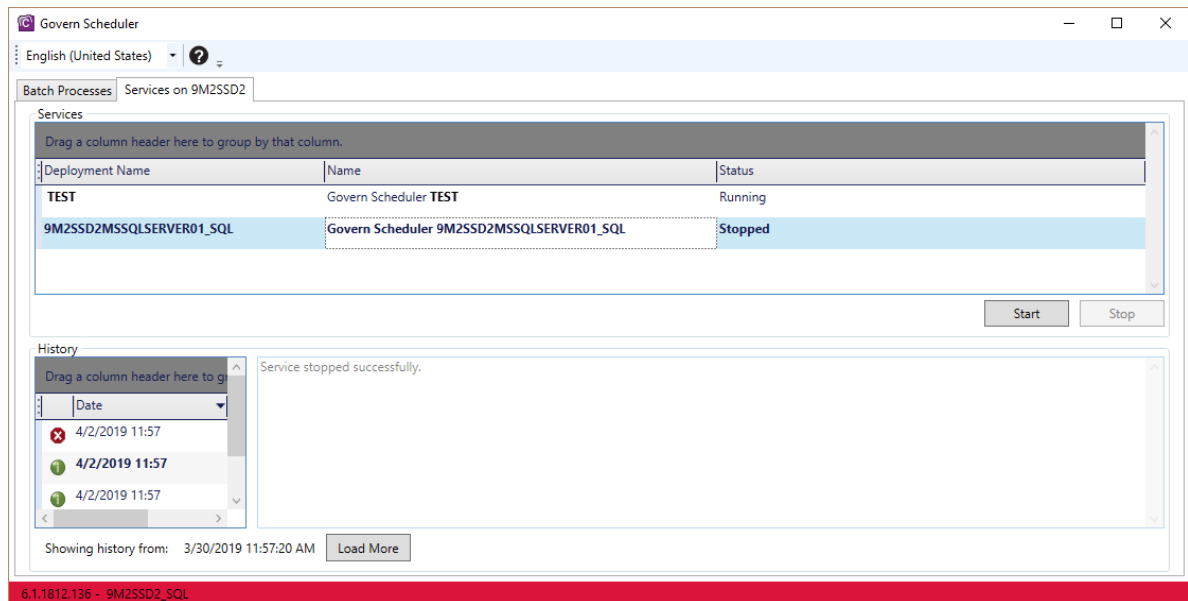 Govern Scheduler
English (United States)
Batch Processes Services on 9M2SSD2
Services
Drag a column header here to group by that column.
Deployment Name Name Status
TEST Govern Scheduler TEST Running
9M2SSD2MSSQLSERVER01_SQL Govern Scheduler 9M2SSD2MSSQLSERVER01_SQL Stopped
Start Stop
History
Drag a column header here to gr
Service stopped successfully.
Date
4/2/2019 11:57
4/2/2019 11:57
4/2/2019 11:57
Showing history from: 3/30/2019 11:57:20 AM Load More
6.1.1812.136 - 9M2SSD2_SQL